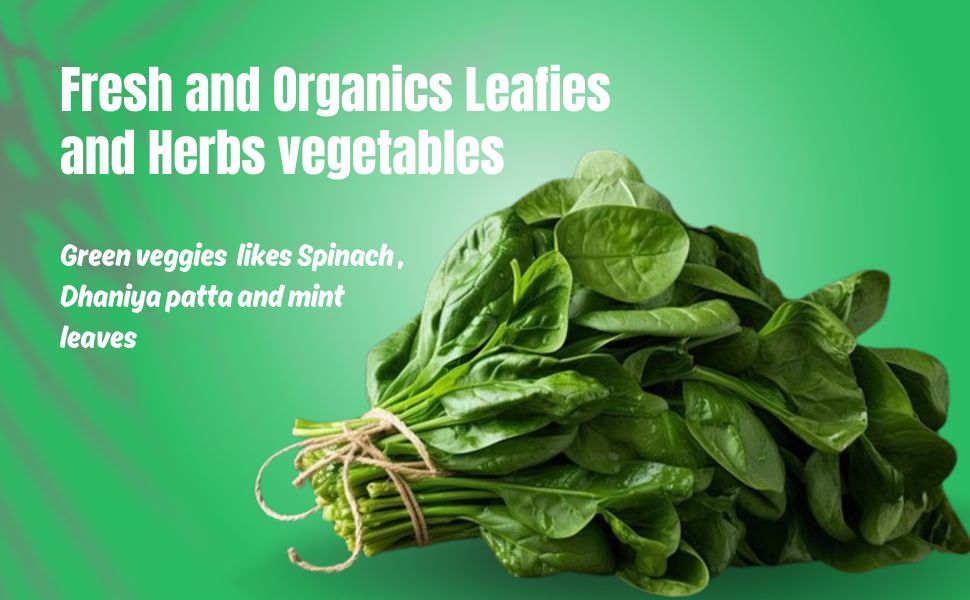 Fresh and Organics Leafies
and Herbs vegetables
Green veggies likes Spinach ,
Dhaniya patta and mint
leaves